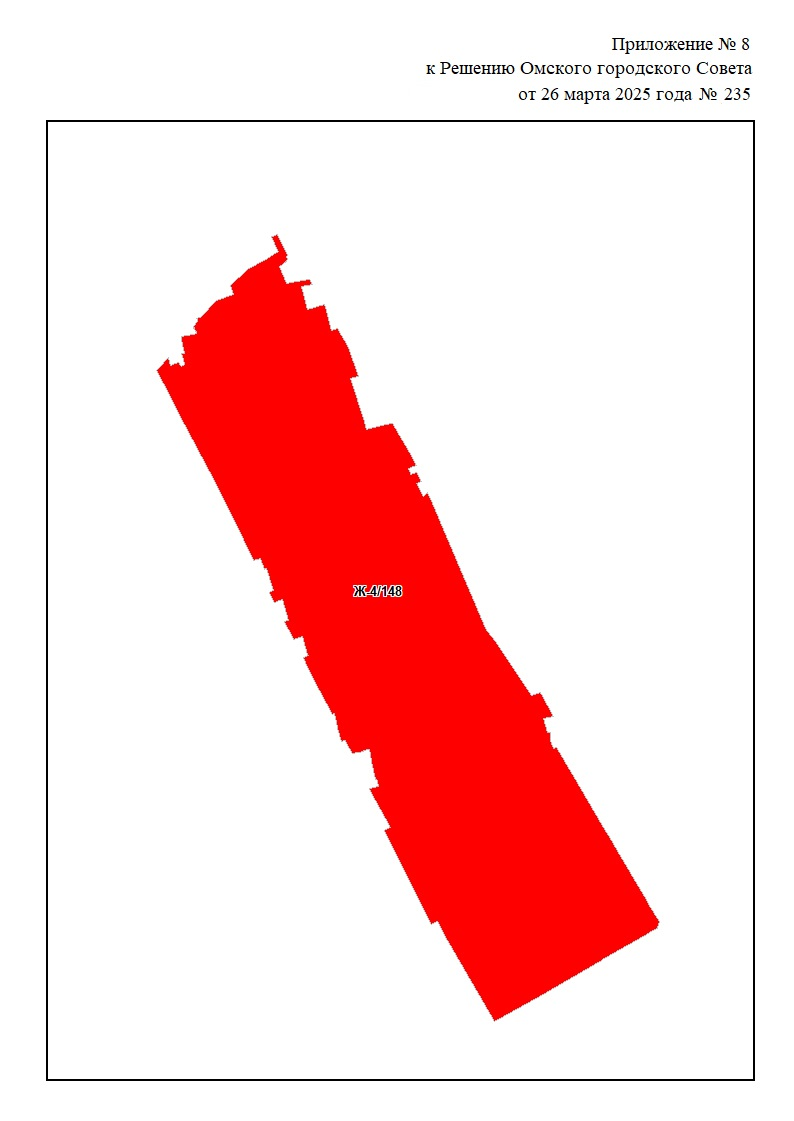 Приложение № 8
к Решению Омского городского Совета
от 26 марта 2025 года № 235
Ж-4/148